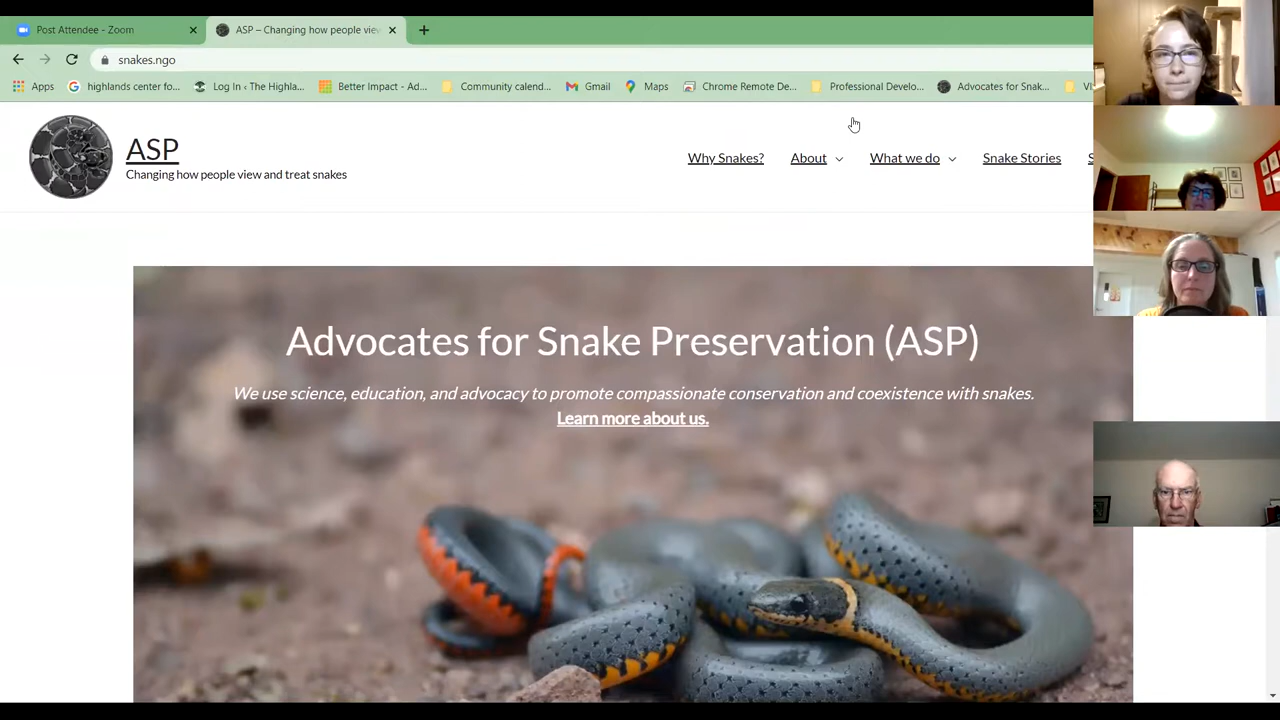 Post Attendee - Zoom
ASP – Changing how people view
snakes.ngo
Apps
highlands center fo...
Log In ‹ The Highla...
Better Impact - Ad...
Community calend...
Gmail
Maps
Chrome Remote De...
Professional Develo...
Advocates for Snak...
ASP
Changing how people view and treat snakes
Why Snakes?
About
What we do
Snake Stories
S
Advocates for Snake Preservation (ASP)
We use science, education, and advocacy to promote compassionate conservation and coexistence with snakes.
Learn more about us.